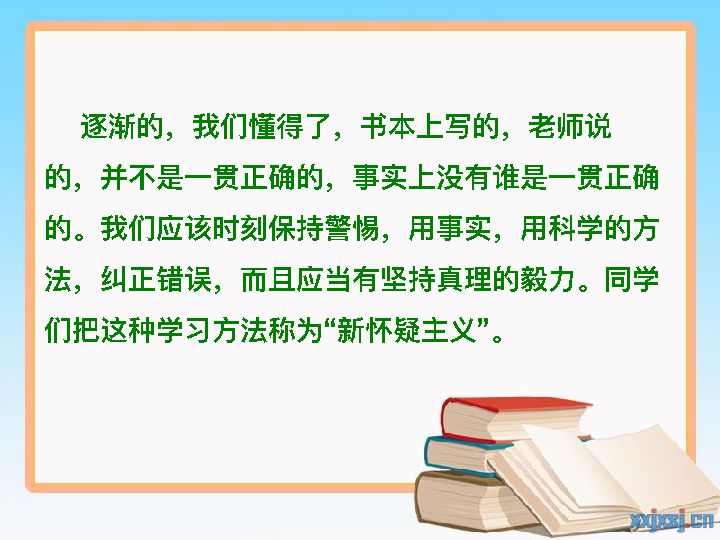 逐渐的，我们懂得了，书本上写的，老师说
的，并不是一贯正确的，事实上没有谁是一贯正确
的。我们应该时刻保持警惕，用事实，用科学的方
法，纠正错误，而且应当有坚持真理的毅力。同学
们把这种学习方法称为“新怀疑主义”。
xxjxsj.cn